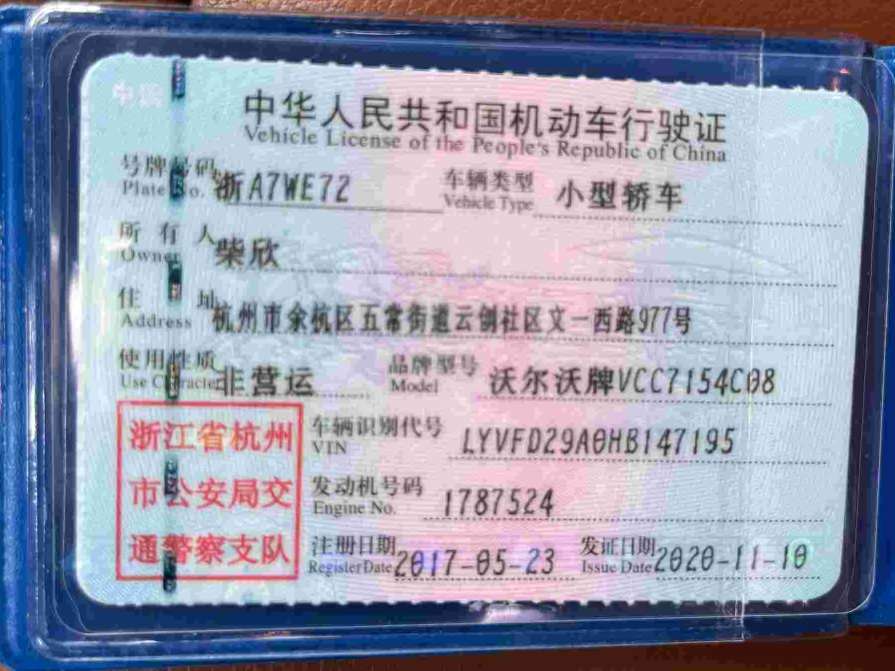 中华人民共和国机动车行驶证
Vehicle License of the People's Republic of China
号牌号码 浙A7WE72 车辆类型 小型轿车
Plate No. Vehicle Type
所有人 柴欣
Owner
住址 杭州市余杭区五常街道云创社区文一西路977号
Address
使用性质 非营运 品牌型号 沃尔沃牌VCC7154C08
Use Character Model
浙江省杭州
市公安局交
通警察支队
车辆识别代号 LYVFD29A0HB147195
VIN
发动机号码 1787524
Engine No.
注册日期 2017-05-23 发证日期 2020-11-10
Register Date Issue Date